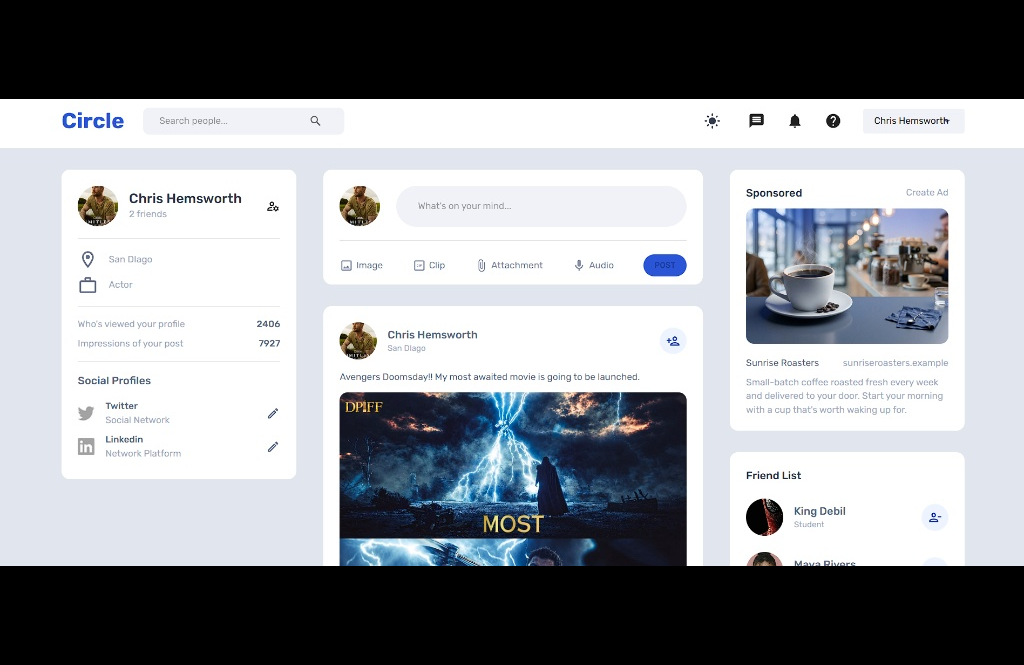 Circle
Search people...
Chris Hemsworth
Chris Hemsworth
2 friends
San DIago
Actor
Who's viewed your profile 2406
Impressions of your post 7927
Social Profiles
Twitter
Social Network
Linkedin
Network Platform
What's on your mind...
Image Clip Attachment Audio POST
Chris Hemsworth
San DIago
Avengers Doomsday!! My most awaited movie is going to be launched.
DPIFF
MOST
Sponsored Create Ad
Sunrise Roasters sunriseroasters.example
Small-batch coffee roasted fresh every week
and delivered to your door. Start your morning
with a cup that's worth waking up for.
Friend List
King Debil
Student
Maya Rivers